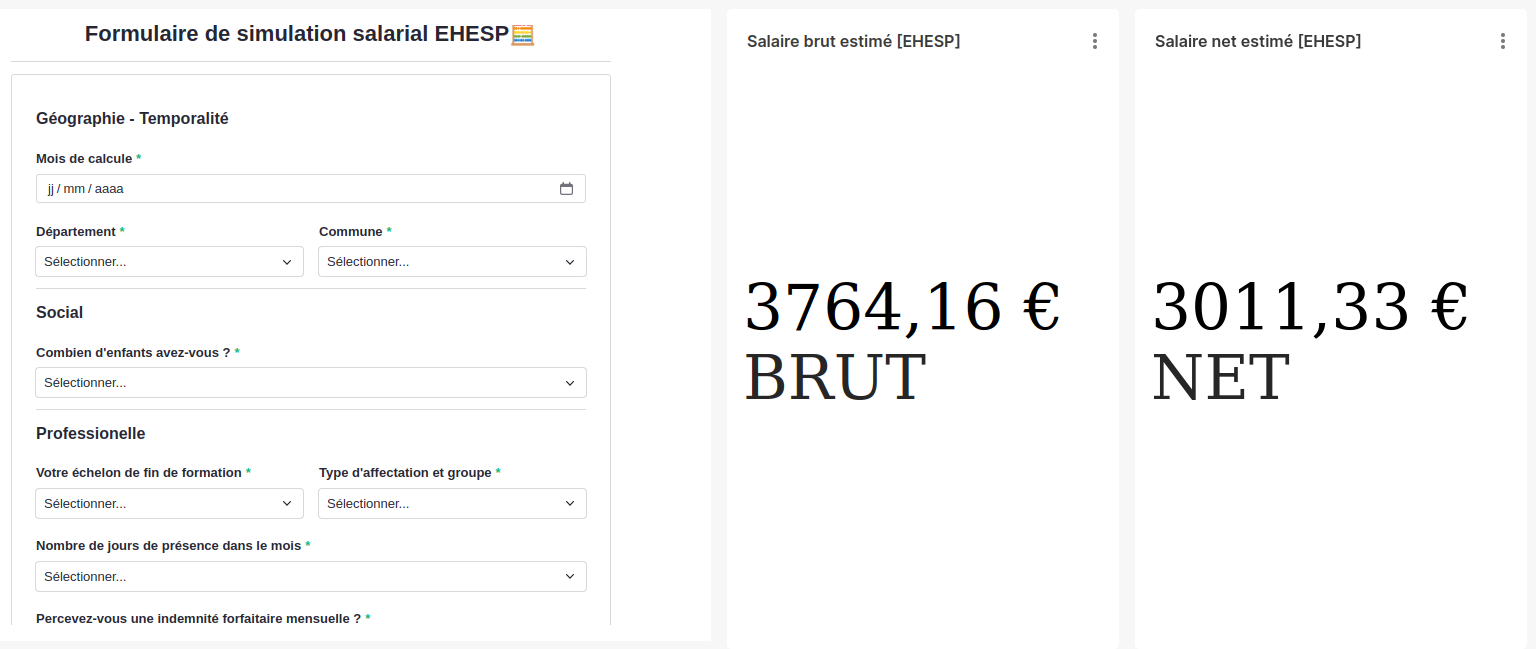 Formulaire de simulation salarial EHESP🧮
Géographie - Temporalité
Mois de calcule *
jj / mm / aaaa
Département *
Commune *
Sélectionner...
Sélectionner...
Social
Combien d'enfants avez-vous ? *
Sélectionner...
Professionelle
Votre échelon de fin de formation *
Type d'affectation et groupe *
Sélectionner...
Sélectionner...
Nombre de jours de présence dans le mois *
Sélectionner...
Percevez-vous une indemnité forfaitaire mensuelle ? *
Salaire brut estimé [EHESP]
3764,16 €
BRUT
Salaire net estimé [EHESP]
3011,33 €
NET